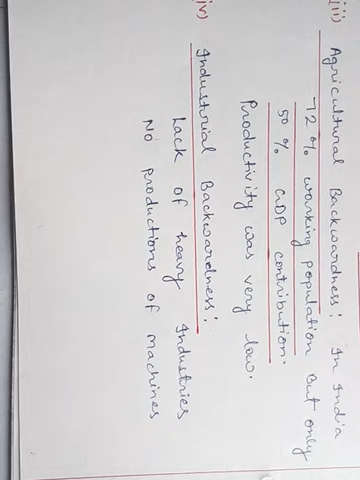 iii) Agricultural Backwardness: In India
72% working population But only
50% GDP contribution.
Productivity was very low.
iv) Industrial Backwardness:
Lack of heavy Industries
No productions of machines